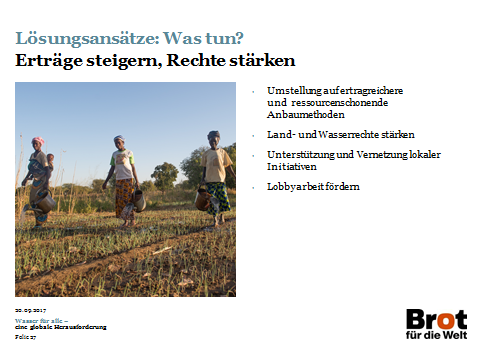 Lösungsansätze: Was tun?
Erträge steigern, Rechte stärken
Umstellung auf ertragreichere
und ressourcenschonende
Anbaumethoden
Land- und Wasserrechte stärken
Unterstützung und Vernetzung lokaler
Initiativen
Lobbyarbeit fördern
20.09.2017
Wasser für alle –
eine globale Herausforderung
Folie 27
Brot
für die Welt